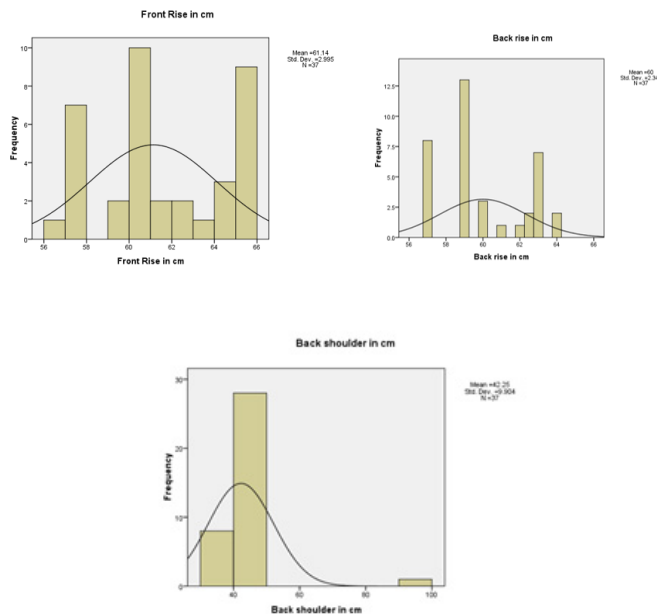 Front Rise in cm
Mean =61.14
Std. Dev. =2.995
N =37
Frequency
10
8
6
4
2
0
56 58 60 62 64 66
Front Rise in cm
Back rise in cm
Mean =60
N =37
Frequency
12.5
10.0
7.5
5.0
2.5
0.0
56 58 60 62 64 66
Back rise in cm
Back shoulder in cm
Mean =42.25
Std. Dev. =9.904
N =37
Frequency
30
20
10
0
40 60 80 100
Back shoulder in cm